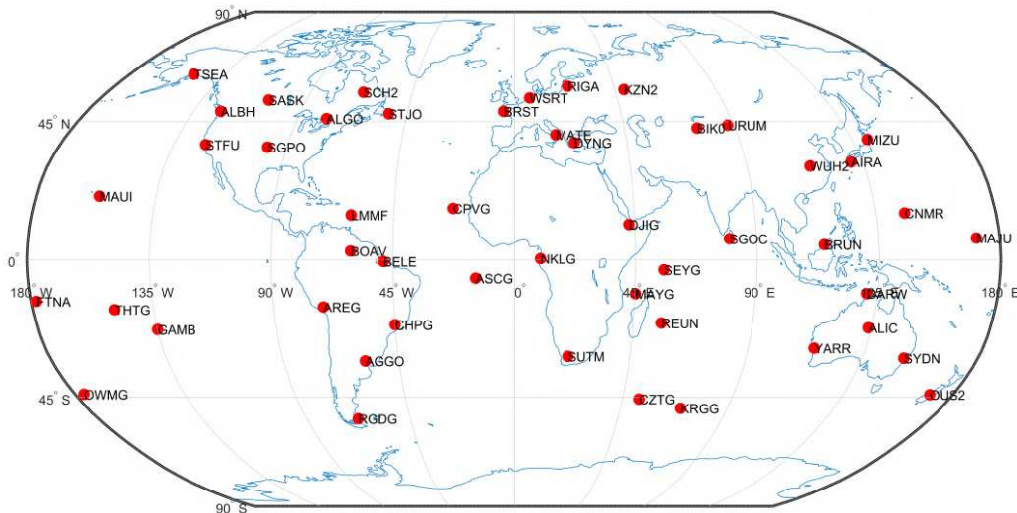 90° N
TSEA
SASK
SCH2
ALBH
ALGO
STJO
WSRT
RIGA
KZN2
BRST
45° N
BIK0
URUM
STFU
SGPO
DYNG
MIZU
WUH2
AIRA
MAUI
LMMF
CPVG
DJIG
CNMR
BOAV
BELE
NKLG
SGOC
BRUN
MAJU
0°
ASCG
SEYG
180° W
135° W
90° W
45° W
0°
45° E
90° E
180° E
FTNA
THTG
GAMB
AREG
CHPG
MAYG
REUN
ALIC
AGGO
SUTM
YARR
SYDN
OWMG
45° S
RGDG
CZTG
KRGG
OUS2
90° S